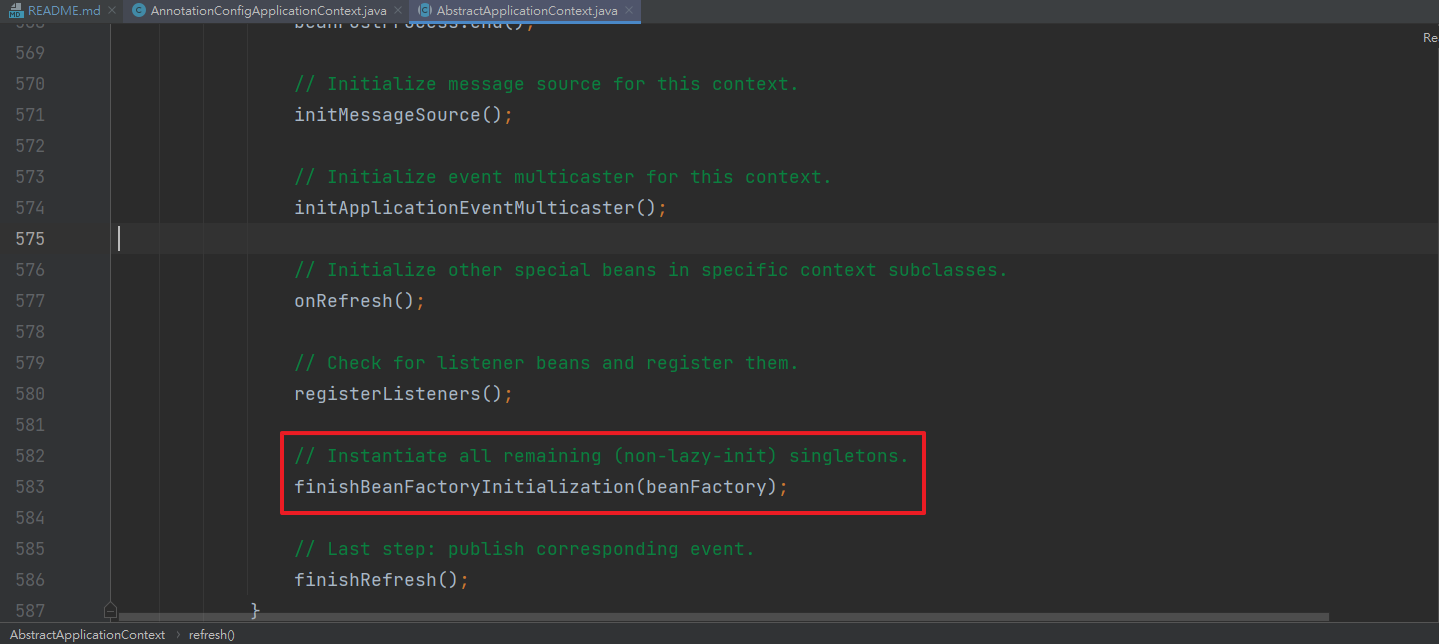 README.md
AnnotationConfigApplicationContext.java
AbstractApplicationContext.java
Re
568 beanPostProcess.end();
569
570 // Initialize message source for this context.
571 initMessageSource();
572
573 // Initialize event multicaster for this context.
574 initApplicationEventMulticaster();
575
576 // Initialize other special beans in specific context subclasses.
577 onRefresh();
578
579 // Check for listener beans and register them.
580 registerListeners();
581
582 // Instantiate all remaining (non-lazy-init) singletons.
583 finishBeanFactoryInitialization(beanFactory);
584
585 // Last step: publish corresponding event.
586 finishRefresh();
587 }
AbstractApplicationContext › refresh()